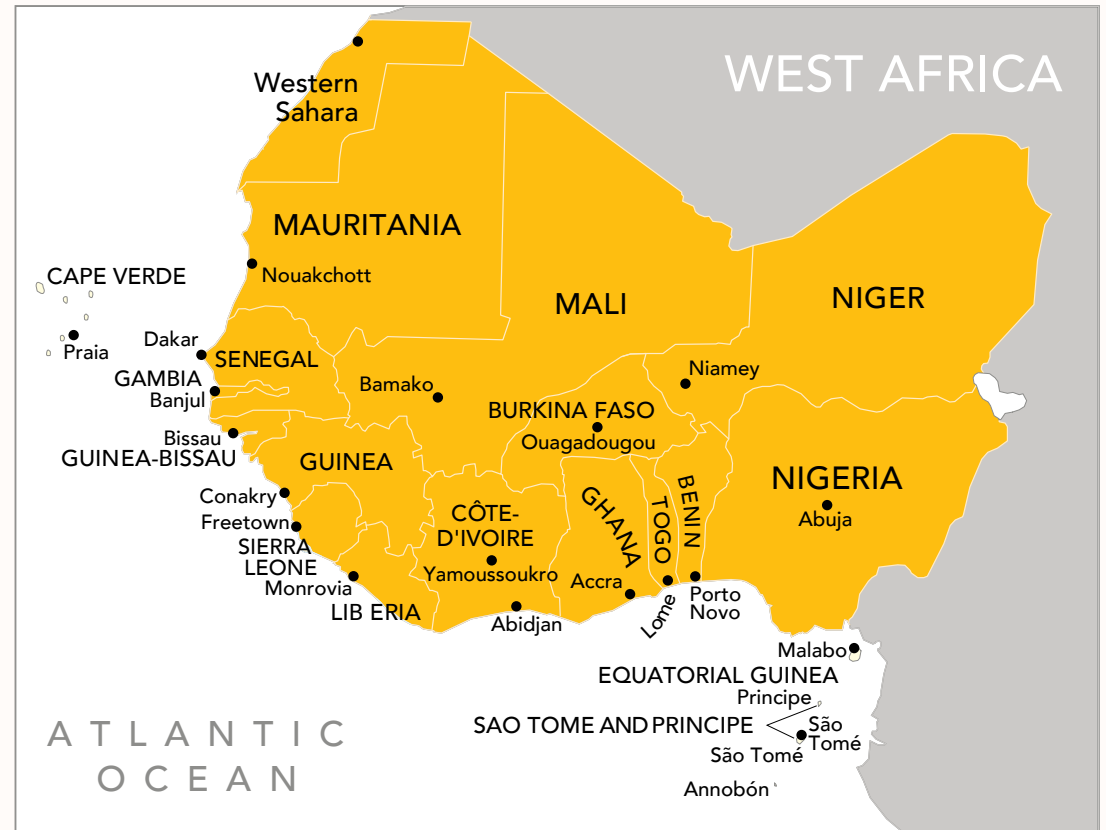 WEST AFRICA
Western
Sahara
MAURITANIA
Nouakchott
CAPE VERDE
Praia
MALI
NIGER
Dakar
SENEGAL
GAMBIA
Banjul
Bamako
Niamey
BURKINA FASO
Ouagadougou
Bissau
GUINEA-BISSAU
GUINEA
NIGERIA
Abuja
Conakry
Freetown
SIERRA
LEONE
Monrovia
LIB ERIA
CÔTE-
D'IVOIRE
Yamoussoukro
Abidjan
GHANA
Accra
TOGO
Lome
BENIN
Porto
Novo
Malabo
EQUATORIAL GUINEA
Principe
SAO TOME AND PRINCIPE
São
Tomé
São Tomé
Annobón
ATLANTIC
OCEAN